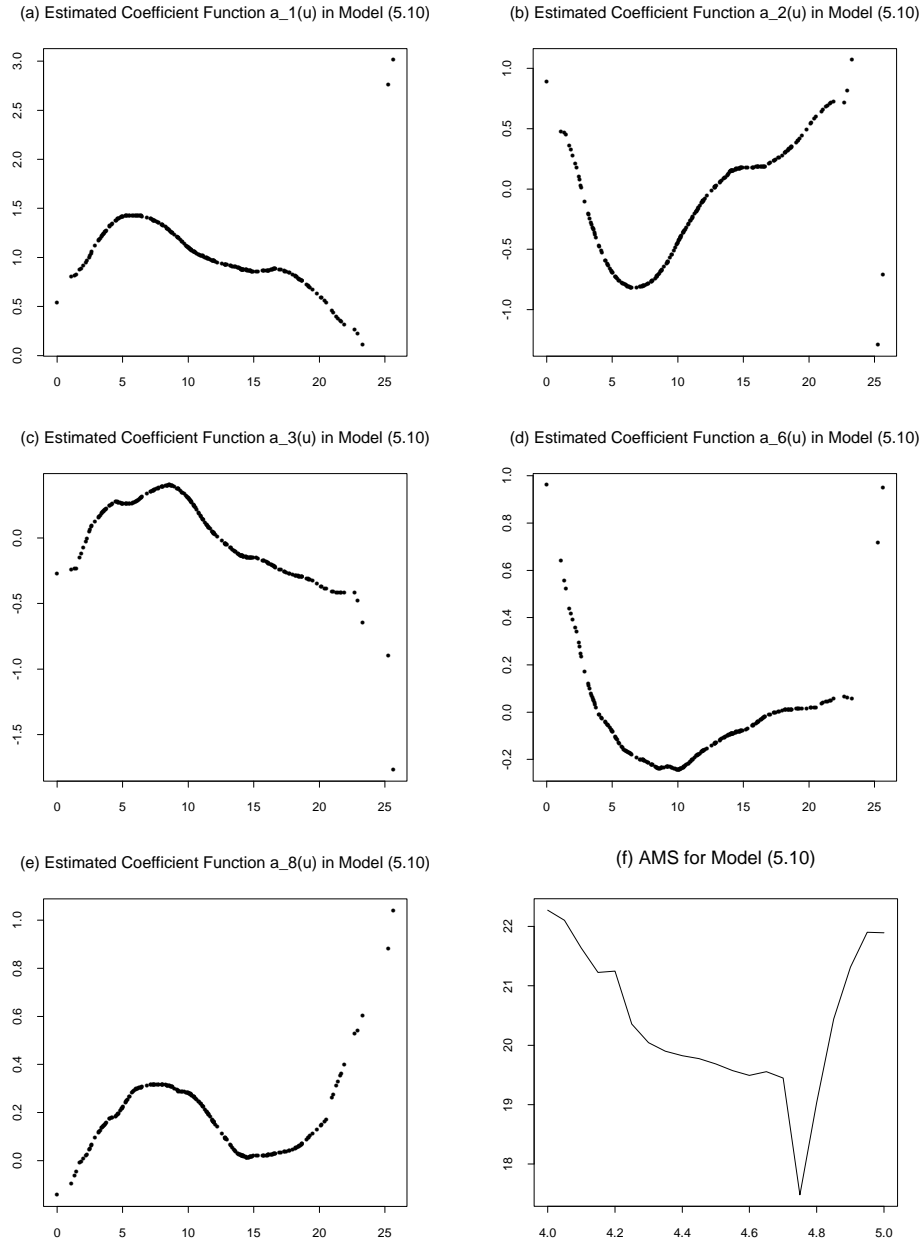 (a) Estimated Coefficient Function a_1(u) in Model (5.10)
3.0
2.5
2.0
1.5
1.0
0.5
0.0
0 5 10 15 20 25
(b) Estimated Coefficient Function a_2(u) in Model (5.10)
1.0
0.5
0.0
-0.5
-1.0
0 5 10 15 20 25
(c) Estimated Coefficient Function a_3(u) in Model (5.10)
0.0
-0.5
-1.0
-1.5
0 5 10 15 20 25
(d) Estimated Coefficient Function a_6(u) in Model (5.10)
1.0
0.8
0.6
0.4
0.2
0.0
-0.2
0 5 10 15 20 25
(e) Estimated Coefficient Function a_8(u) in Model (5.10)
1.0
0.8
0.6
0.4
0.2
0.0
0 5 10 15 20 25
(f) AMS for Model (5.10)
22
21
20
19
18
4.0 4.2 4.4 4.6 4.8 5.0